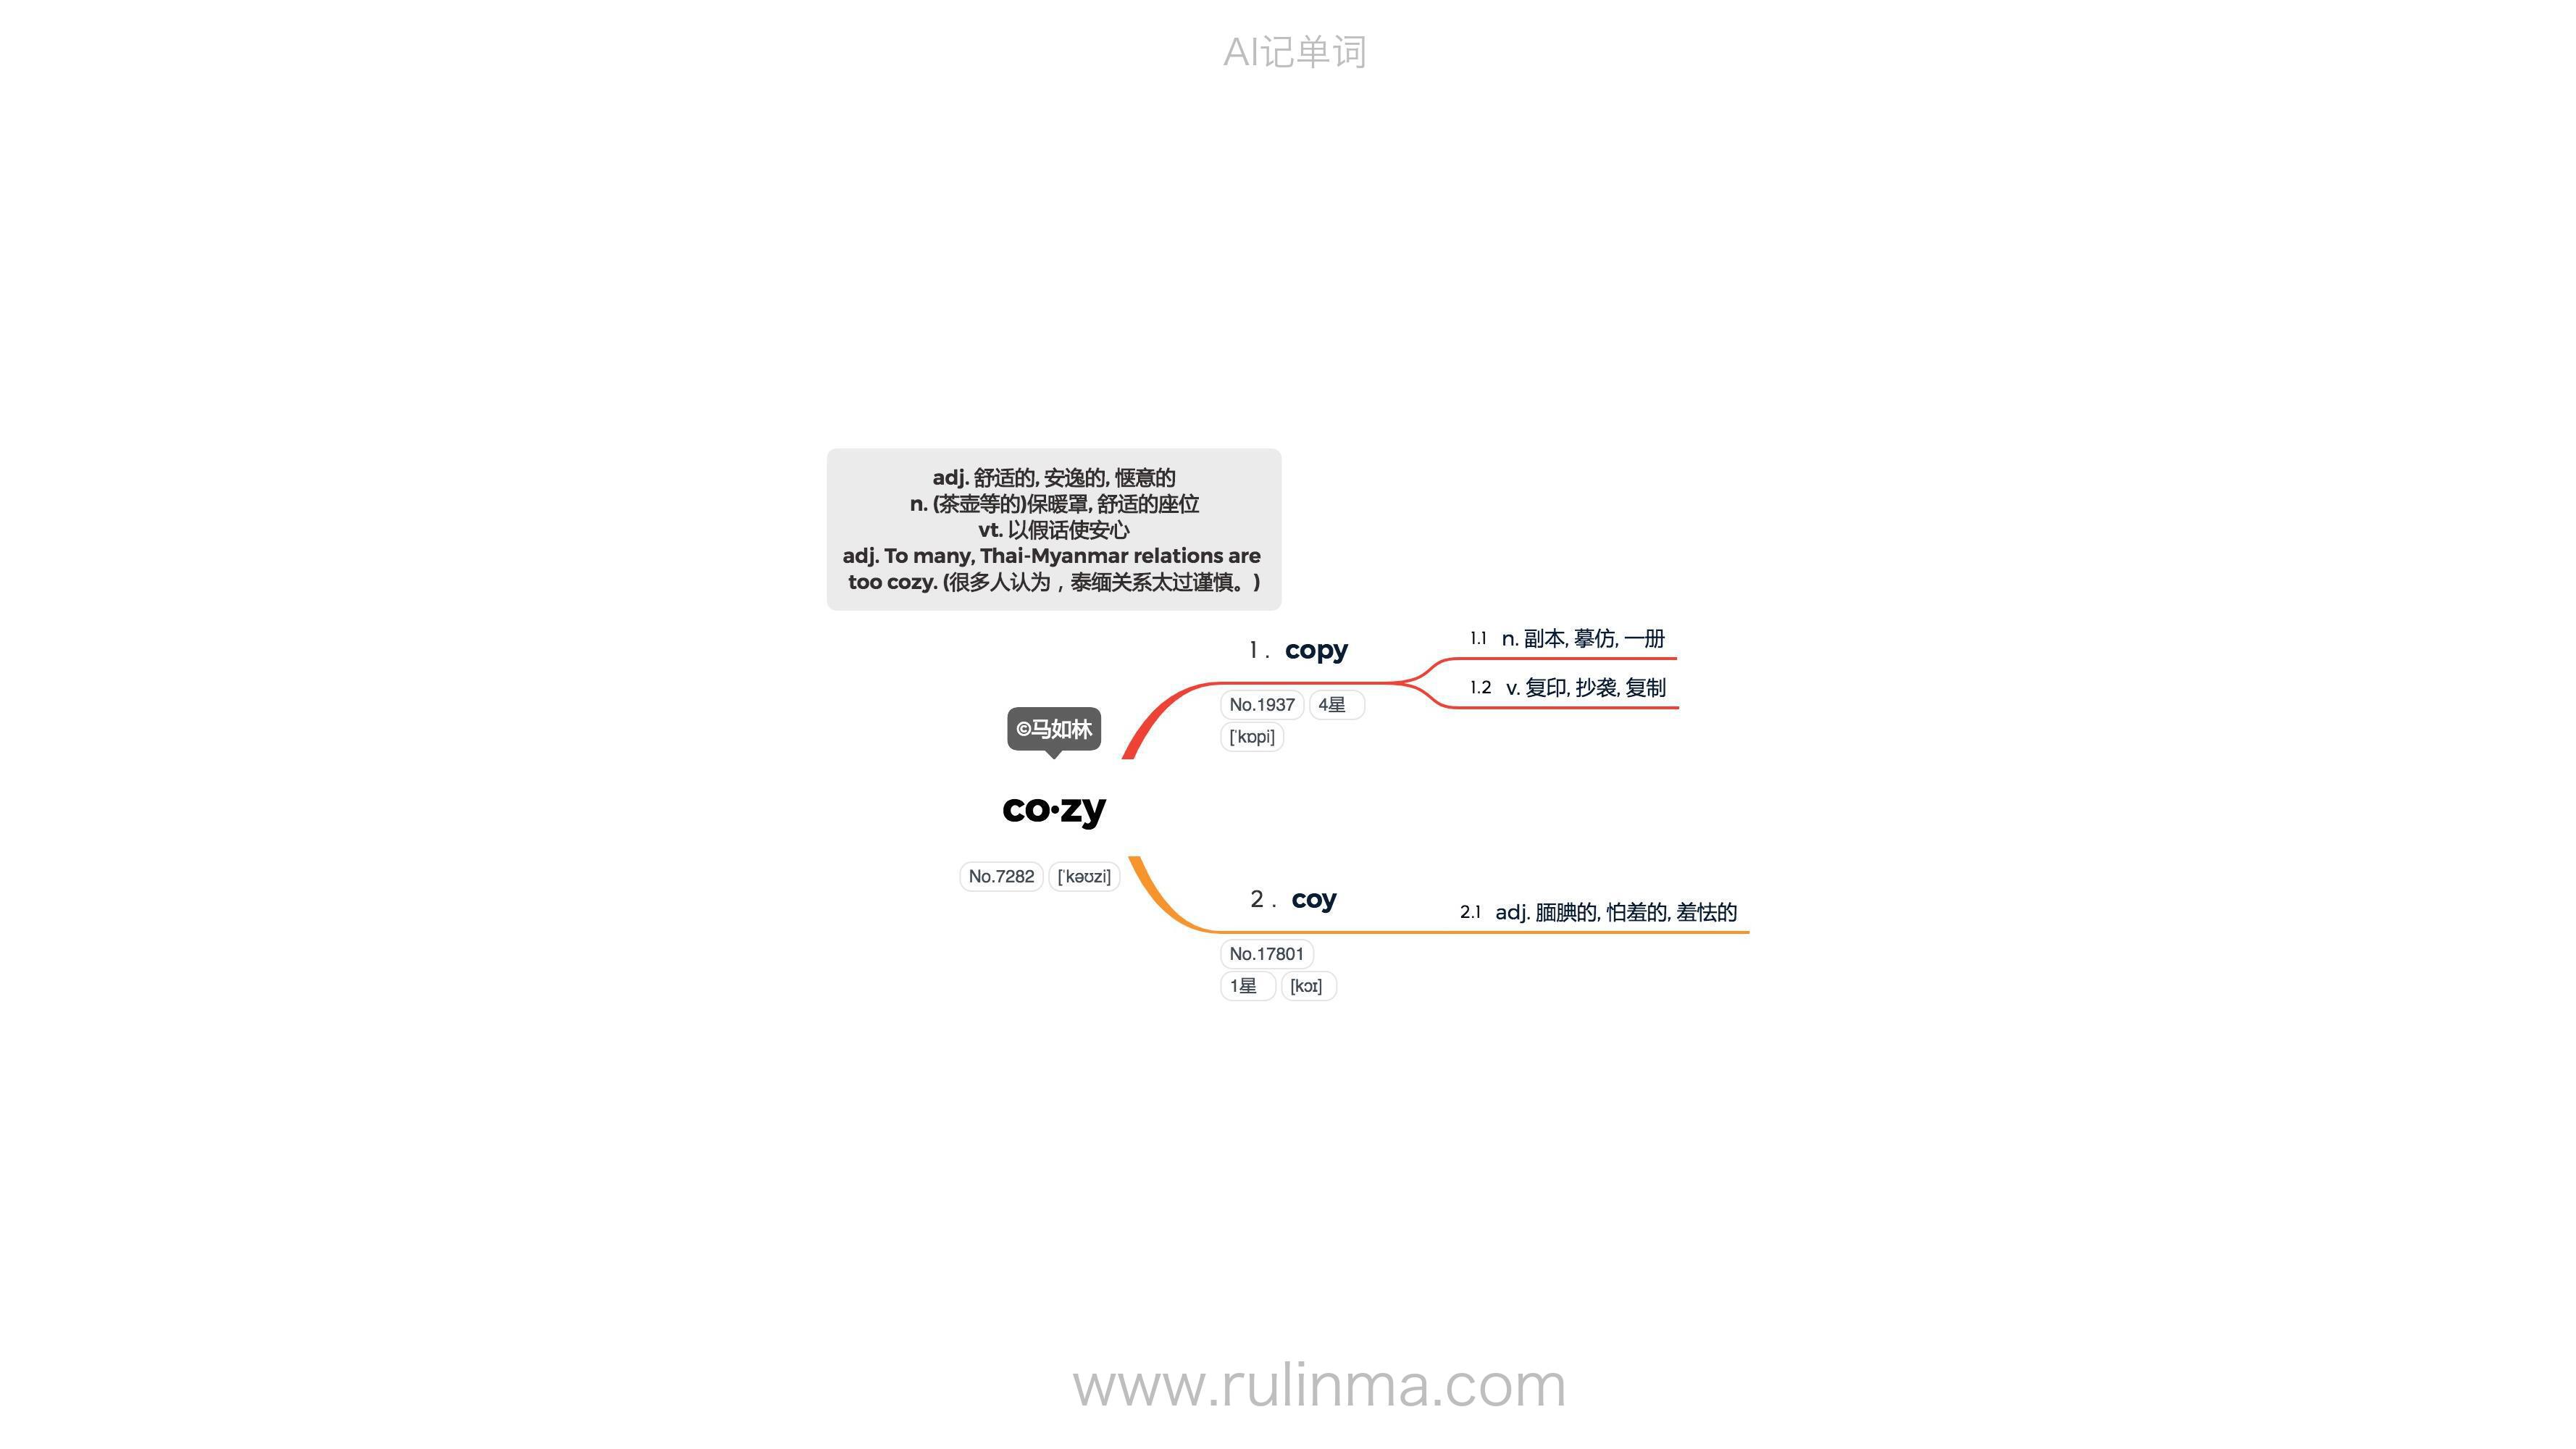 AI记单词
adj. 舒适的, 安逸的, 惬意的
n. (茶壶等的)保暖罩, 舒适的座位
vt. 以假话使安心
adj. To many, Thai-Myanmar relations are
too cozy. (很多人认为，泰缅关系太过谨慎。)
1 . copy
1.1 n. 副本, 摹仿, 一册
1.2 v. 复印, 抄袭, 复制
No.1937 4星
[ˈkɒpi]
©马如林
co·zy
No.7282 [ˈkəʊzi]
2 . coy
2.1 adj. 腼腆的, 怕羞的, 羞怯的
No.17801
1星 [kɔɪ]
www.rulinma.com